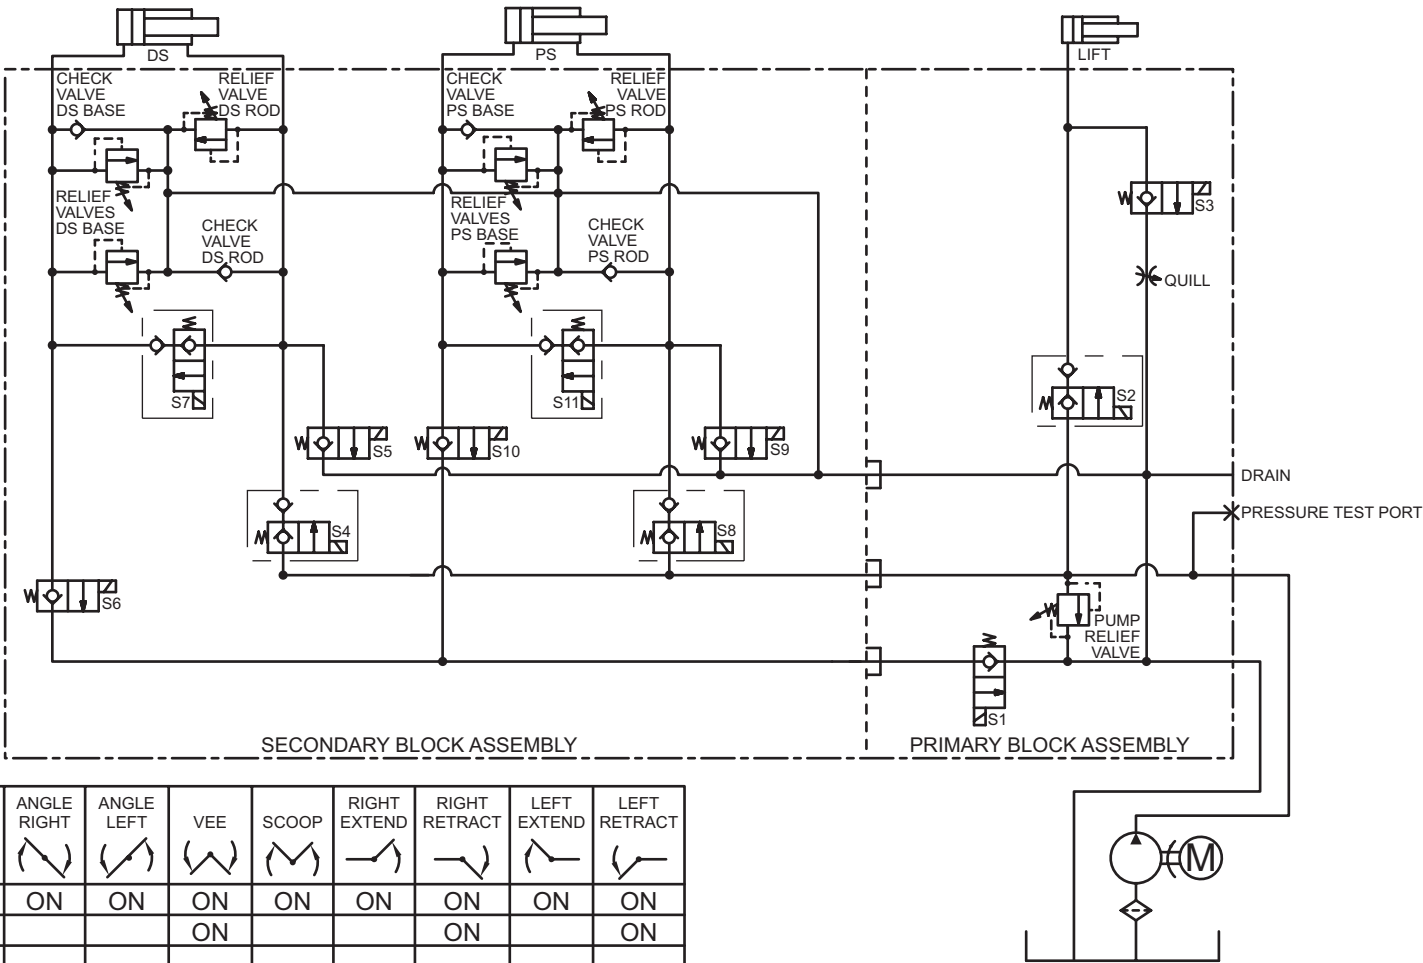 DS
PS
LIFT
CHECK
VALVE
DS BASE
RELIEF
VALVE
DS ROD
CHECK
VALVE
PS BASE
RELIEF
VALVE
PS ROD
RELIEF
VALVES
DS BASE
CHECK
VALVE
DS ROD
RELIEF
VALVES
PS BASE
CHECK
VALVE
PS ROD
S3
QUILL
S7
S11
S2
S5
S10
S9
DRAIN
PRESSURE TEST PORT
S4
S8
S6
PUMP
RELIEF
VALVE
S1
SECONDARY BLOCK ASSEMBLY
PRIMARY BLOCK ASSEMBLY
ANGLE
RIGHT
ANGLE
LEFT
VEE
SCOOP
RIGHT
EXTEND
RIGHT
RETRACT
LEFT
EXTEND
LEFT
RETRACT
ON ON ON ON ON ON ON ON
ON ON ON
M